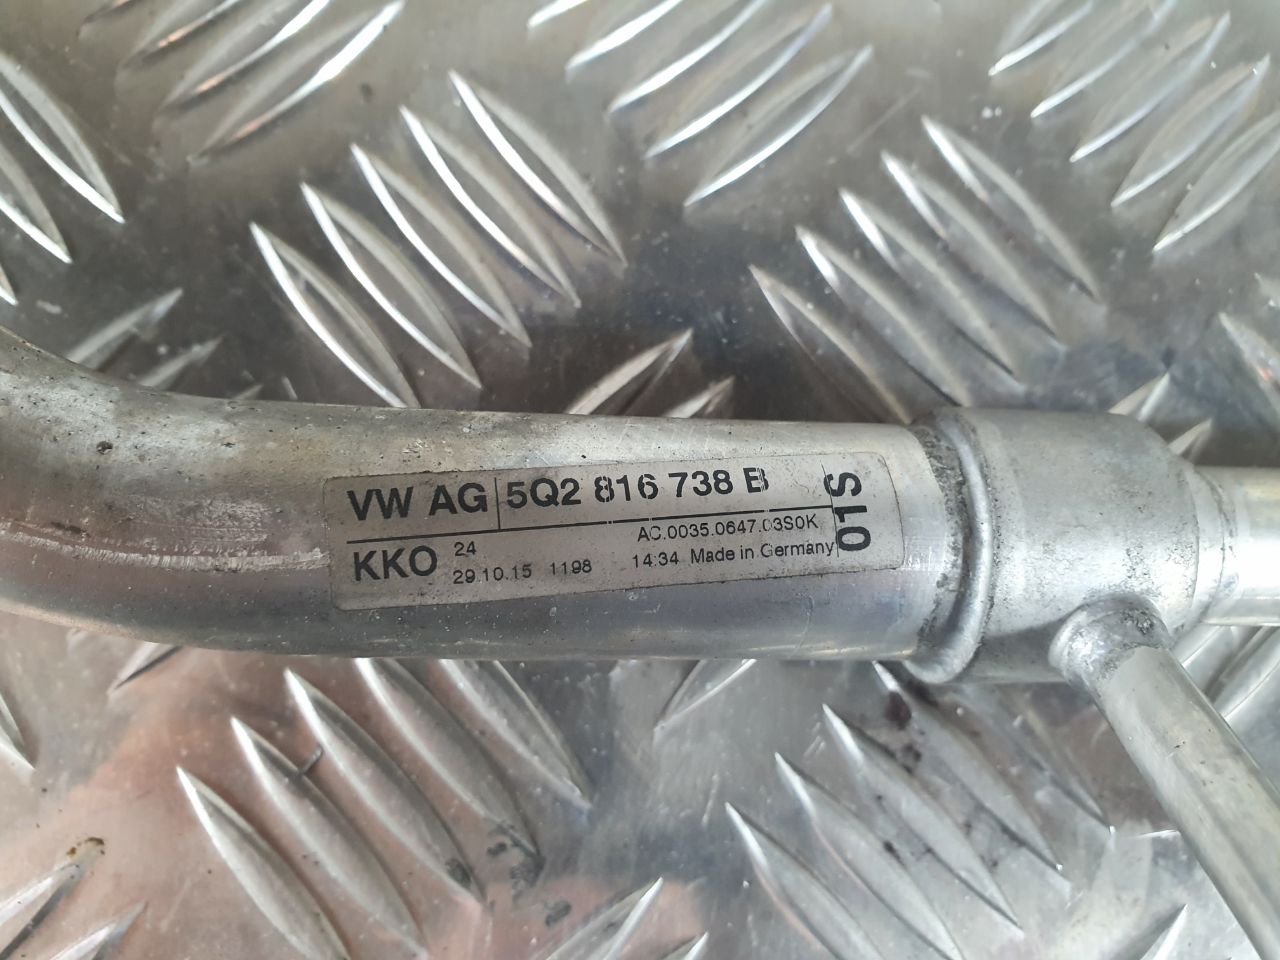 VW AG 5Q2 816 738 B
AC.0035.0647.03S0K
KKO 24
29.10.15 1198 14:34 Made in Germany
01S